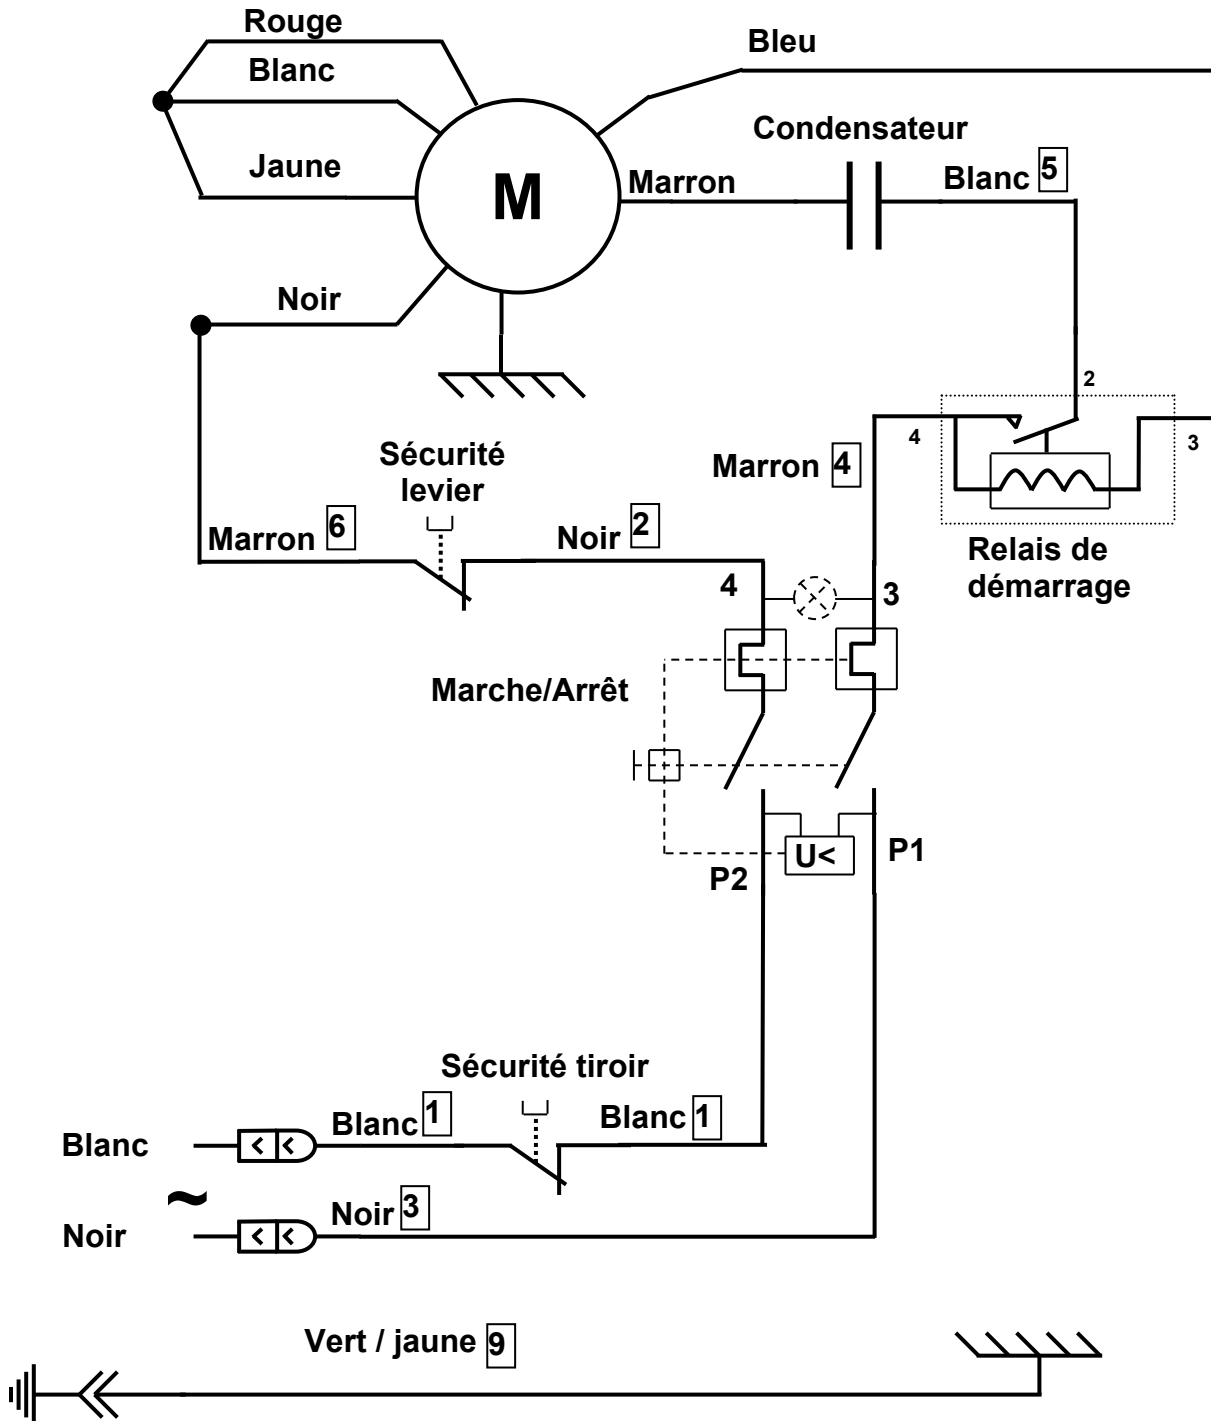 Rouge
Bleu
Blanc
Condensateur
Jaune
M
Marron
Blanc 5
Noir
2
4
3
Sécurité
levier
Marron 4
Marron 6
Noir 2
Relais de
démarrage
4
3
Marche/Arrêt
U<
P1
P2
Sécurité tiroir
Blanc 1
Blanc 1
Blanc
~
Noir 3
Noir
Vert / jaune 9